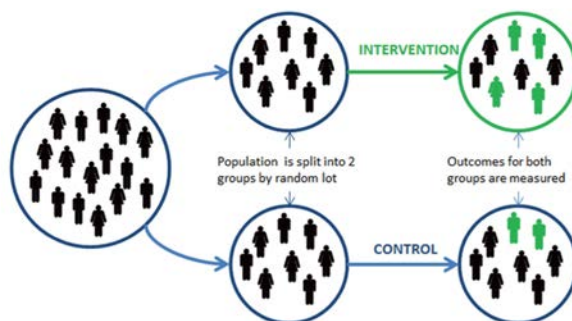 INTERVENTION
Population is split into 2
groups by random lot
Outcomes for both
groups are measured
CONTROL